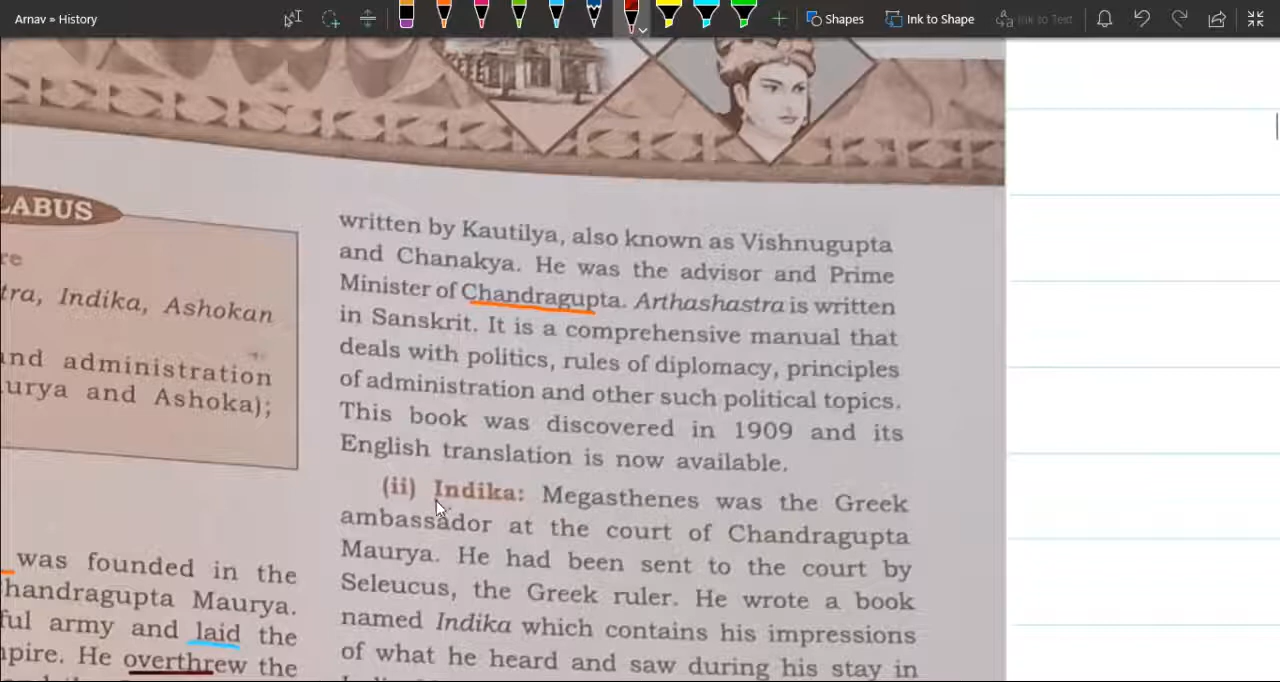 Arnav » History
Shapes
Ink to Shape
Ink to Text
LABUS
re
tra, Indika, Ashokan
and administration
urya and Ashoka);
was founded in the
handragupta Maurya.
ful army and laid the
pire. He overthrew the
written by Kautilya, also known as Vishnugupta
and Chanakya. He was the advisor and Prime
Minister of Chandragupta. Arthashastra is written
in Sanskrit. It is a comprehensive manual that
deals with politics, rules of diplomacy, principles
of administration and other such political topics.
This book was discovered in 1909 and its
English translation is now available.
(ii) Indika: Megasthenes was the Greek
ambassador at the court of Chandragupta
Maurya. He had been sent to the court by
Seleucus, the Greek ruler. He wrote a book
named Indika which contains his impressions
of what he heard and saw during his stay in